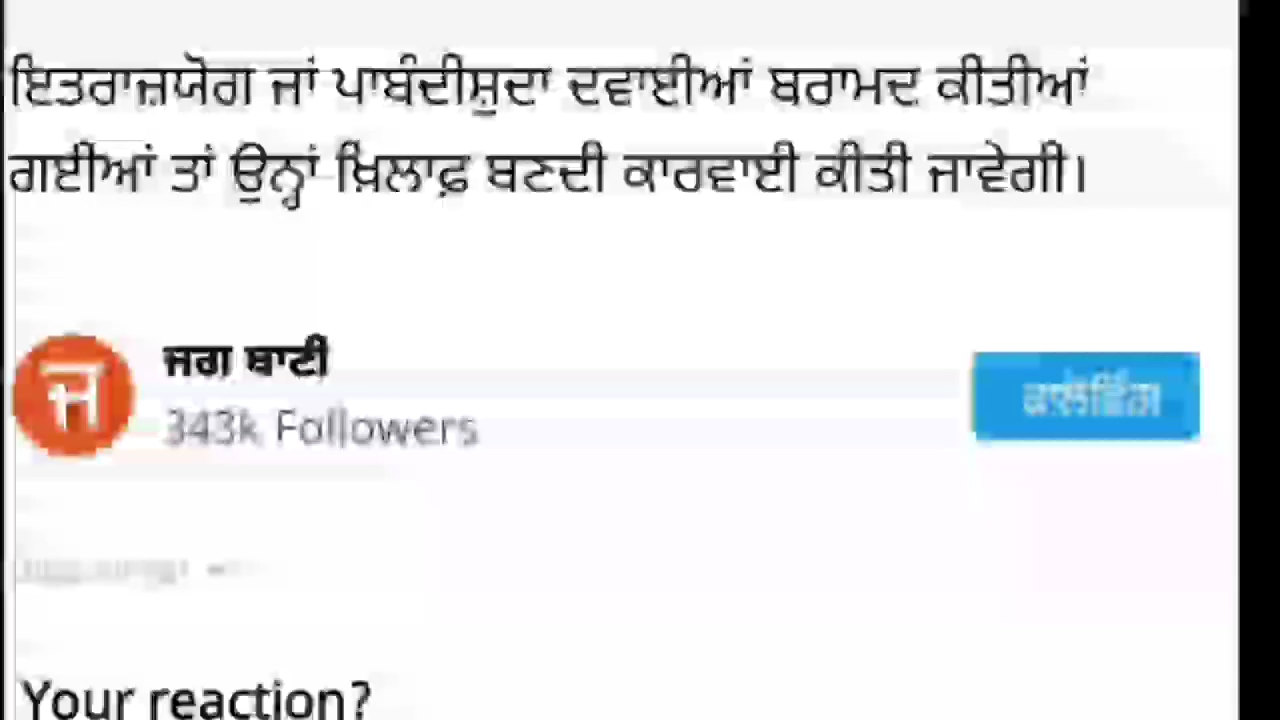 ਇਤਰਾਜ਼ਯੋਗ ਜਾਂ ਪਾਬੰਦੀਸ਼ੁਦਾ ਦਵਾਈਆਂ ਬਰਾਮਦ ਕੀਤੀਆਂ
ਗਈਆਂ ਤਾਂ ਉਨ੍ਹਾਂ ਖ਼ਿਲਾਫ਼ ਬਣਦੀ ਕਾਰਵਾਈ ਕੀਤੀ ਜਾਵੇਗੀ।
ਜ
ਜਗ ਬਾਣੀ
343k Followers
Your reaction?